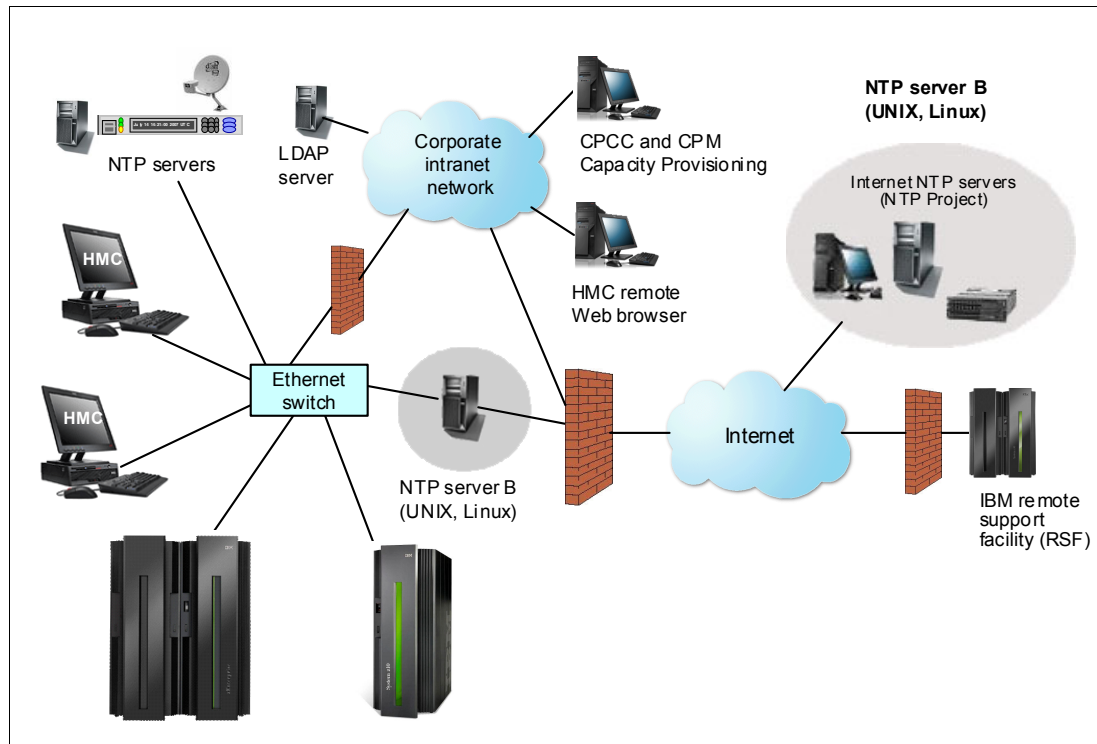 NTP servers
LDAP
server
Corporate
intranet
network
CPCC and CPM
Capacity Provisioning
NTP server B
(UNIX, Linux)
Internet NTP servers
(NTP Project)
HMC
HMC remote
Web browser
Ethernet
switch
HMC
NTP server B
(UNIX, Linux)
Internet
IBM remote
support
facility (RSF)